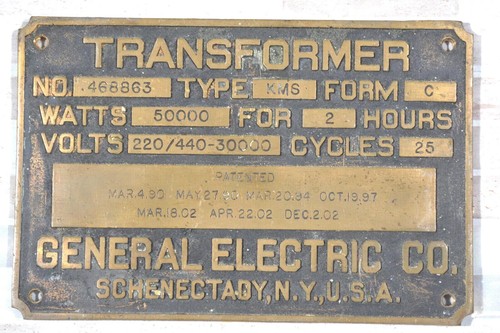 TRANSFORMER
NO. 468863 TYPE KMS FORM C
WATTS 50000 FOR 2 HOURS
VOLTS 220/440-30000 CYCLES 25
PATENTED
MAR.4.90 MAY.27.90 MAR.20.94 OCT.19.97
MAR.18.02 APR.22.02 DEC.2.02
GENERAL ELECTRIC CO.
SCHENECTADY, N.Y., U.S.A.